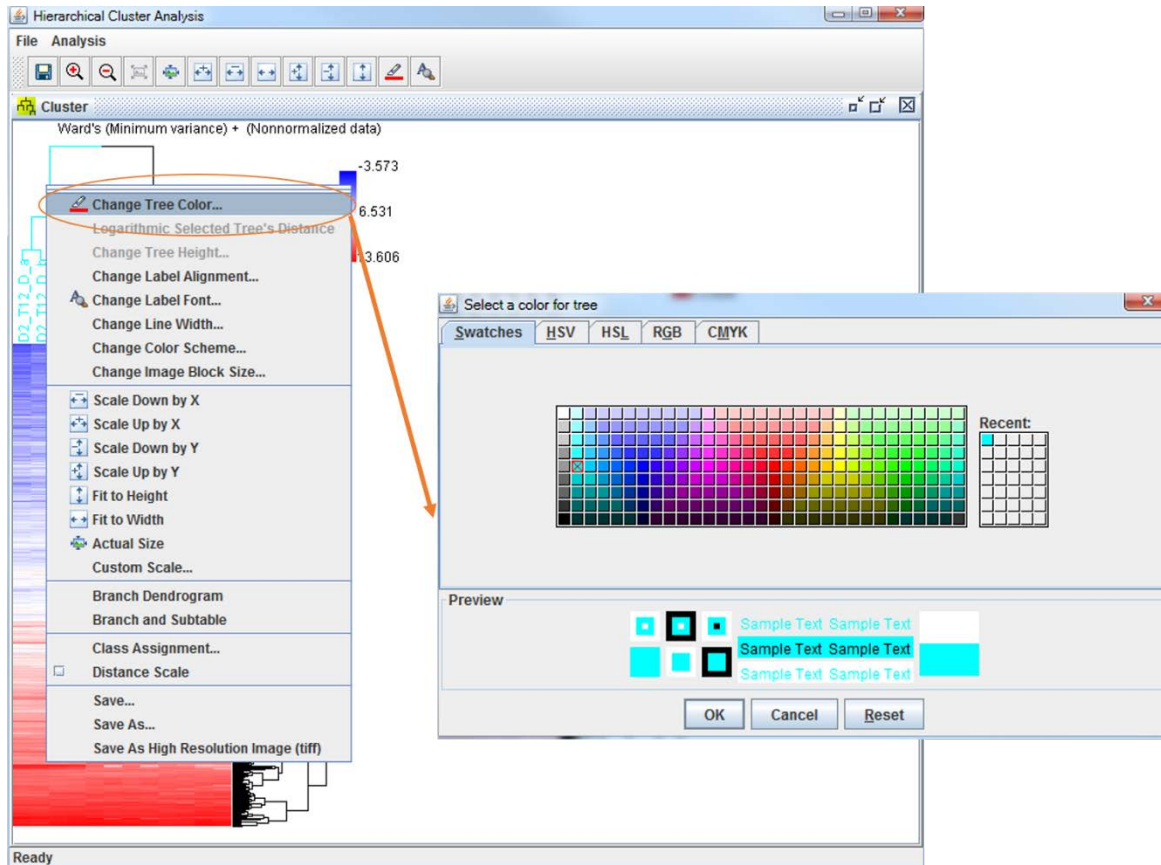 Hierarchical Cluster Analysis
File Analysis
Cluster
Ward's (Minimum variance) + (Nonnormalized data)
-3.573
6.531
3.606
D2_T12_D_a
D2_T12_D_b
Change Tree Color...
Logarithmic Selected Tree's Distance
Change Tree Height...
Change Label Alignment...
Change Label Font...
Change Line Width...
Change Color Scheme...
Change Image Block Size...
Scale Down by X
Scale Up by X
Scale Down by Y
Scale Up by Y
Fit to Height
Fit to Width
Actual Size
Custom Scale...
Branch Dendrogram
Branch and Subtable
Class Assignment...
Distance Scale
Save...
Save As...
Save As High Resolution Image (tiff)
Select a color for tree
Swatches HSV HSL RGB CMYK
Recent:
Preview
Sample Text Sample Text
Sample Text Sample Text
Sample Text Sample Text
OK Cancel Reset
Ready